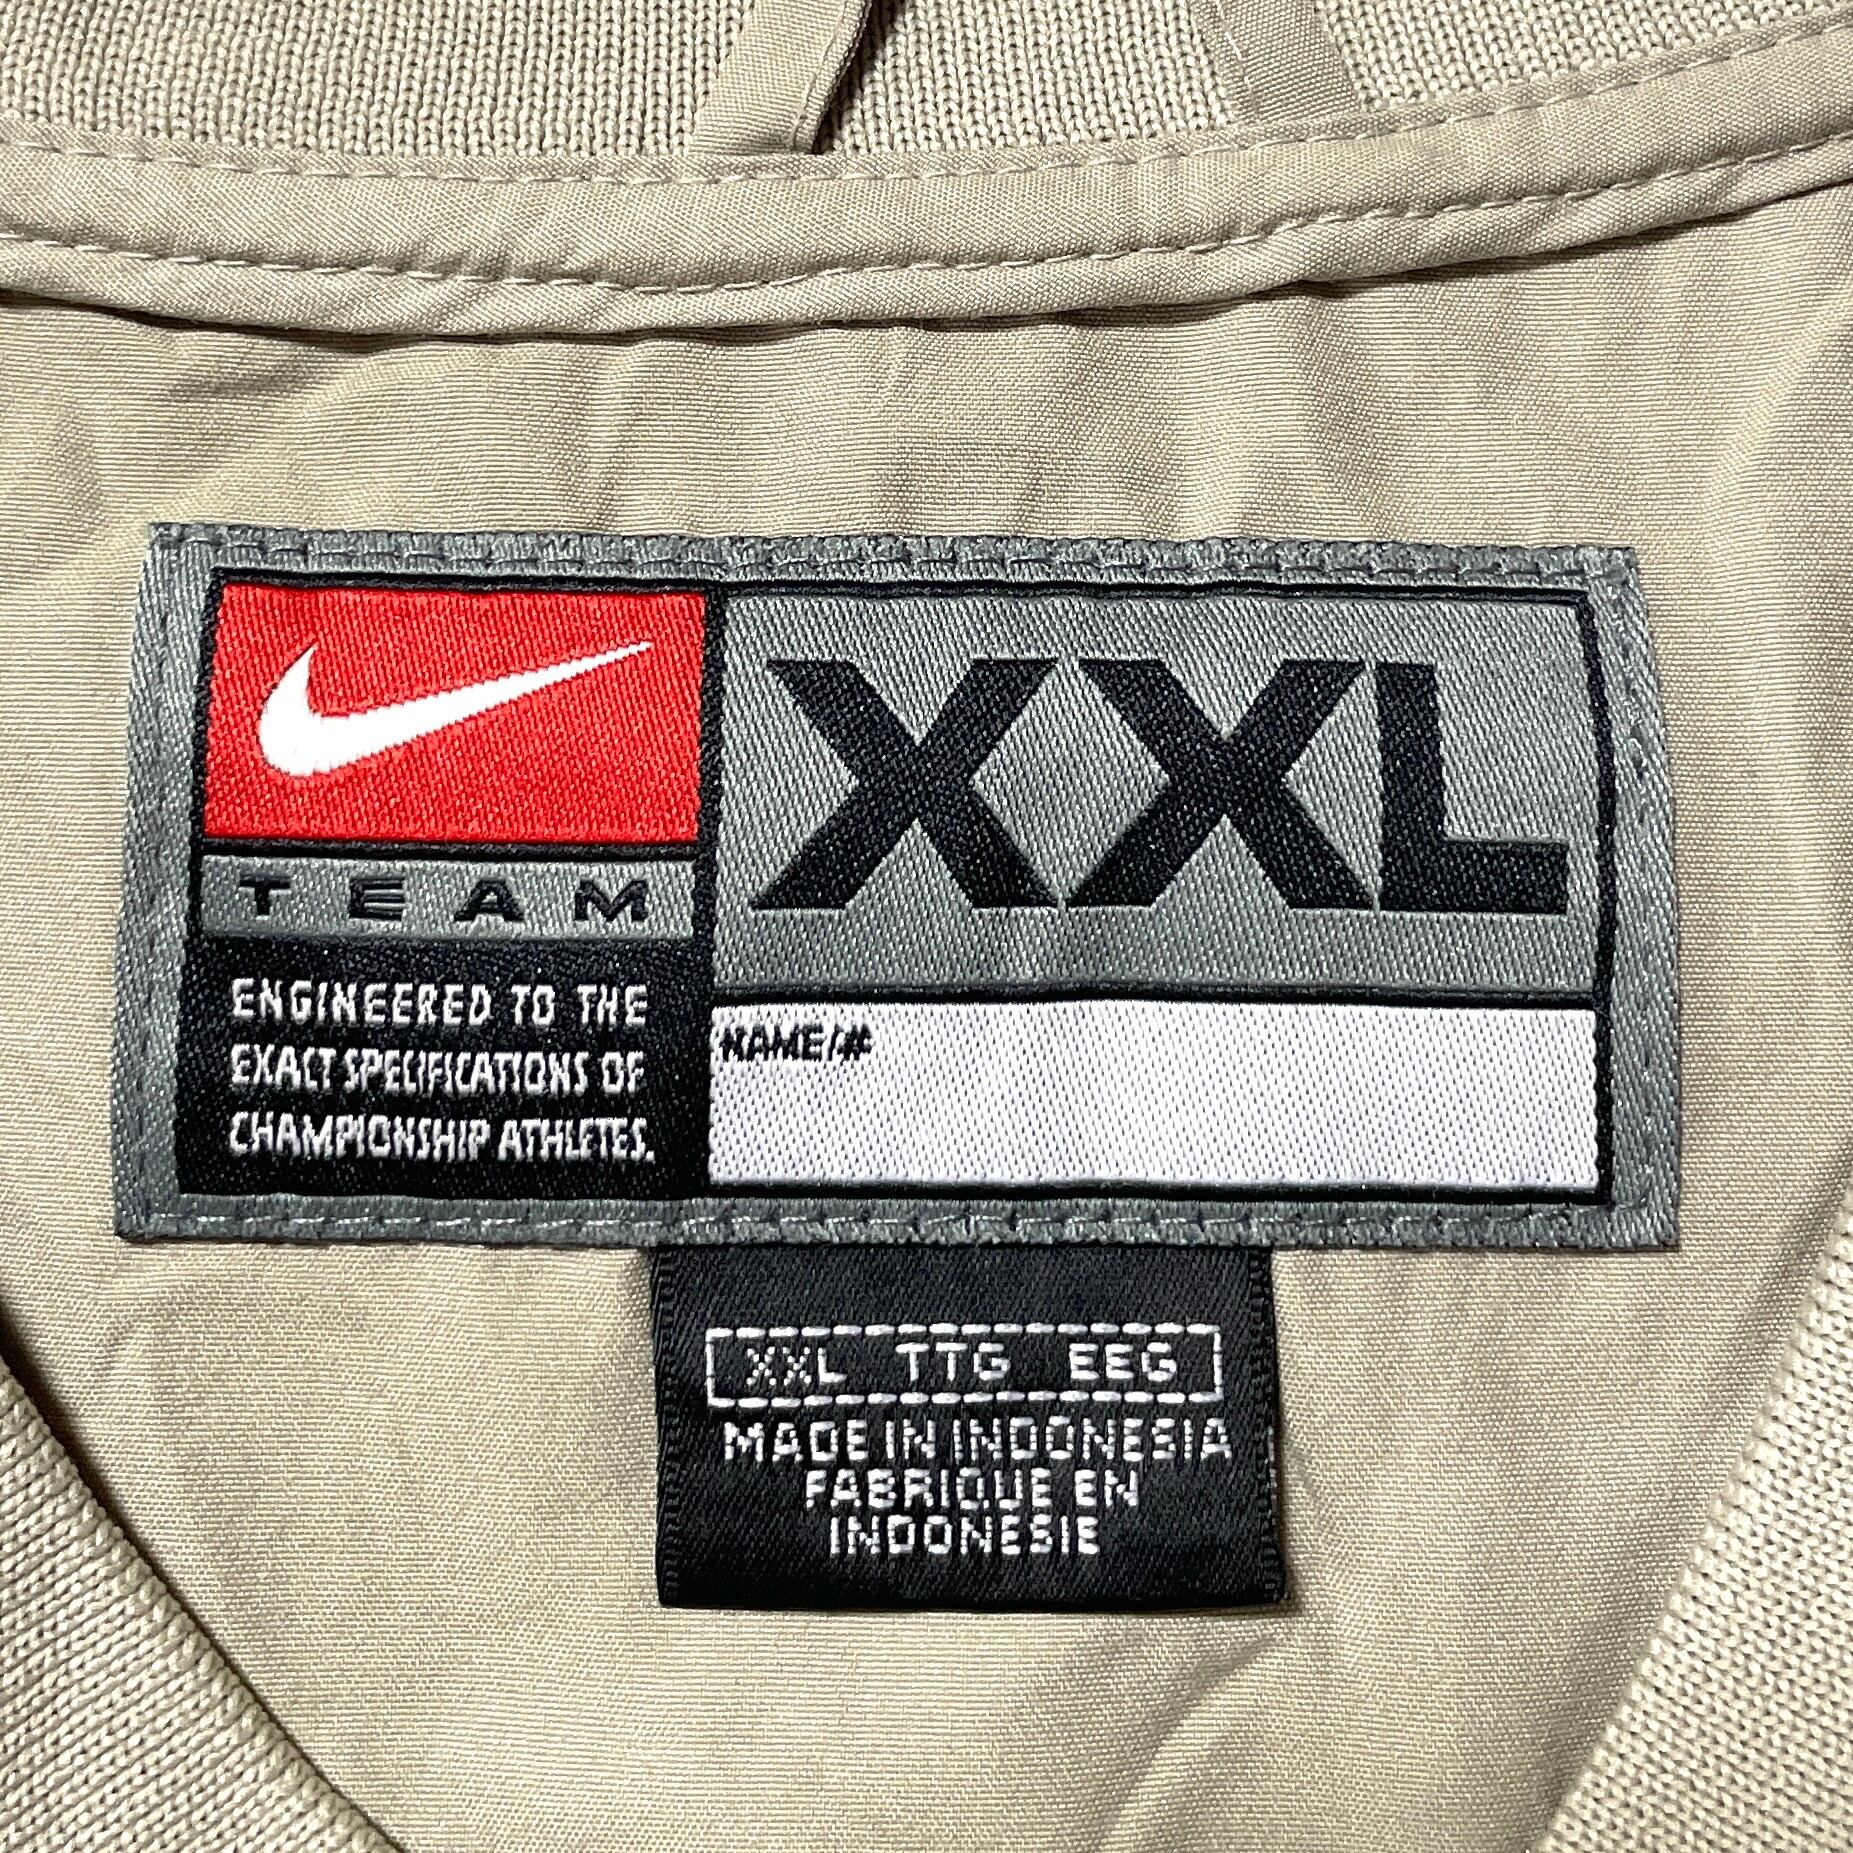 TEAM
ENGINEERED TO THE
EXACT SPECIFICATIONS OF
CHAMPIONSHIP ATHLETES.
XXL
NAME/#
XXL TTG EEG
MADE IN INDONESIA
FABRIQUE EN
INDONESIE